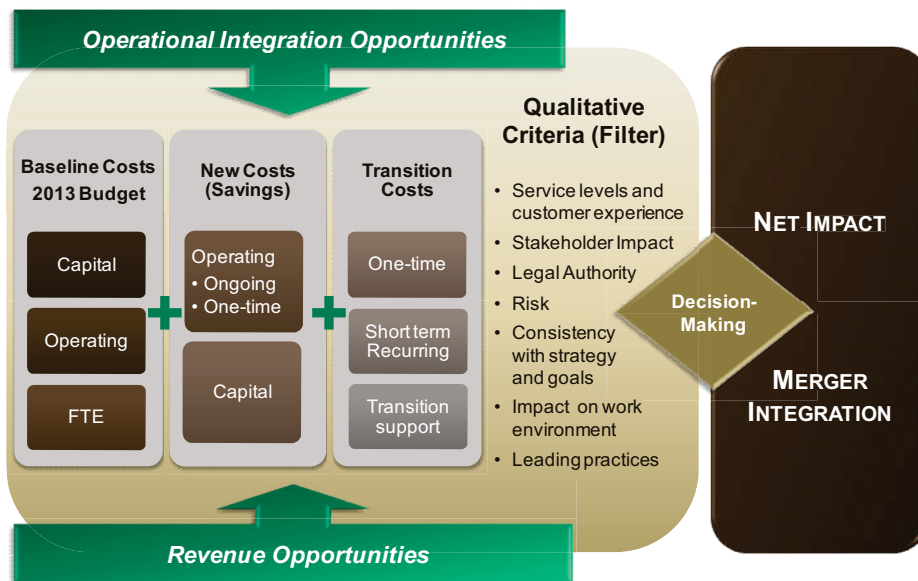 Operational Integration Opportunities
Baseline Costs
2013 Budget
Capital
Operating
FTE
New Costs
(Savings)
Operating
• Ongoing
• One-time
Capital
Transition
Costs
One-time
Short term
Recurring
Transition
support
Qualitative
Criteria (Filter)
• Service levels and
customer experience
• Stakeholder Impact
• Legal Authority
• Risk
• Consistency
with strategy
and goals
• Impact on work
environment
• Leading practices
Decision-
Making
NET IMPACT
MERGER
INTEGRATION
Revenue Opportunities